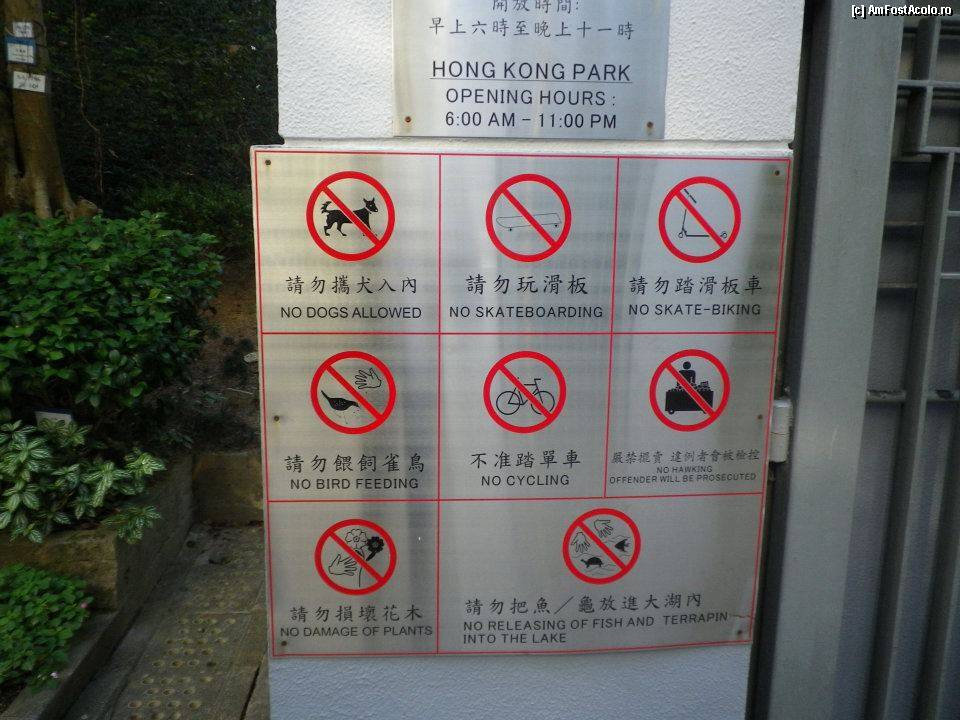 [c] AmFostAcolo.ro
開放時間:
早上六時至晚上十一時
HONG KONG PARK
OPENING HOURS :
6:00 AM - 11:00 PM
請勿攜犬入內
NO DOGS ALLOWED
請勿玩滑板
NO SKATEBOARDING
請勿踏滑板車
NO SKATE-BIKING
請勿餵飼雀鳥
NO BIRD FEEDING
不准踏單車
NO CYCLING
嚴禁擺賣 違例者會被檢控
NO HAWKING
OFFENDER WILL BE PROSECUTED
請勿損壞花木
NO DAMAGE OF PLANTS
請勿把魚／龜放進大湖內
NO RELEASING OF FISH AND TERRAPIN
INTO THE LAKE